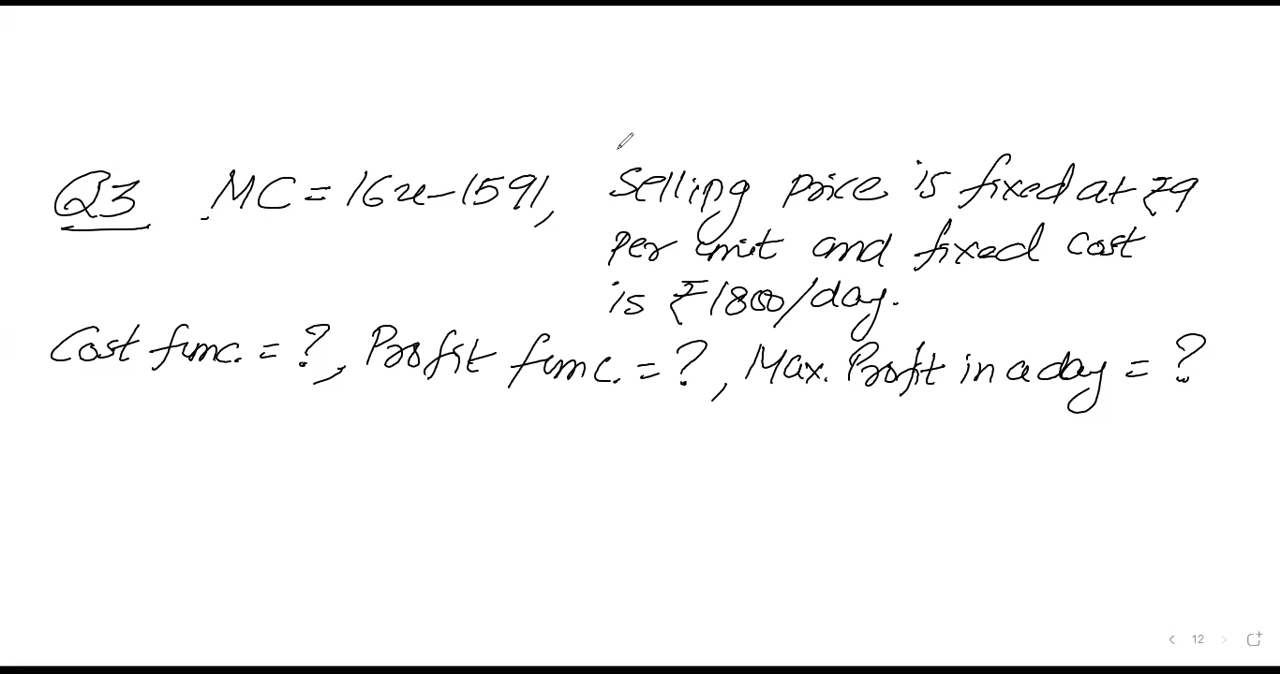 Q3 MC = 16x - 1591, Selling Price is fixed at ₹9
Per unit and fixed Cost
is ₹1800/day.
Cost func. = ?, Profit func. = ?, Max. Profit in a day = ?
12